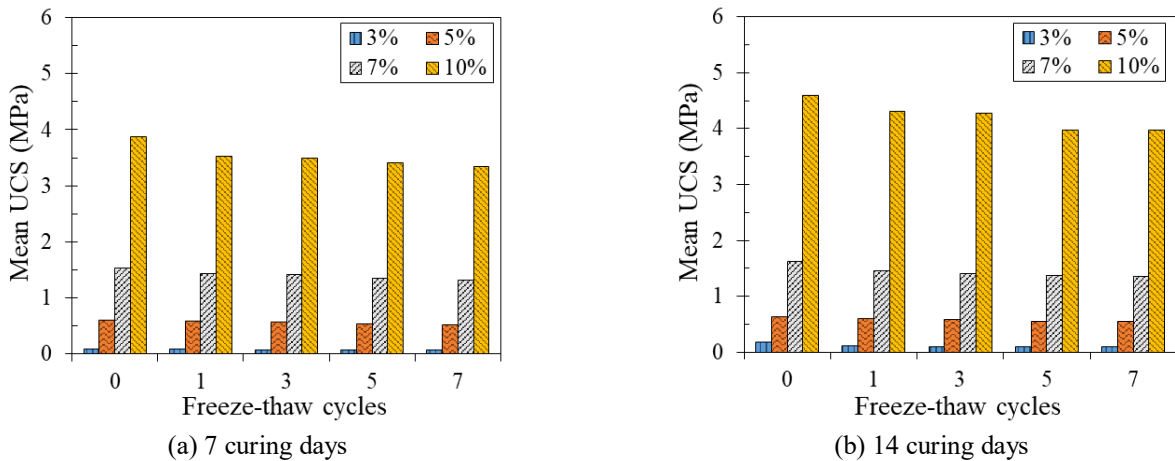 Mean UCS (MPa)
6
5
4
3
2
1
0
3% 5%
7% 10%
0 1 3 5 7
Freeze-thaw cycles
(a) 7 curing days
Mean UCS (MPa)
6
5
4
3
2
1
0
3% 5%
7% 10%
0 1 3 5 7
Freeze-thaw cycles
(b) 14 curing days